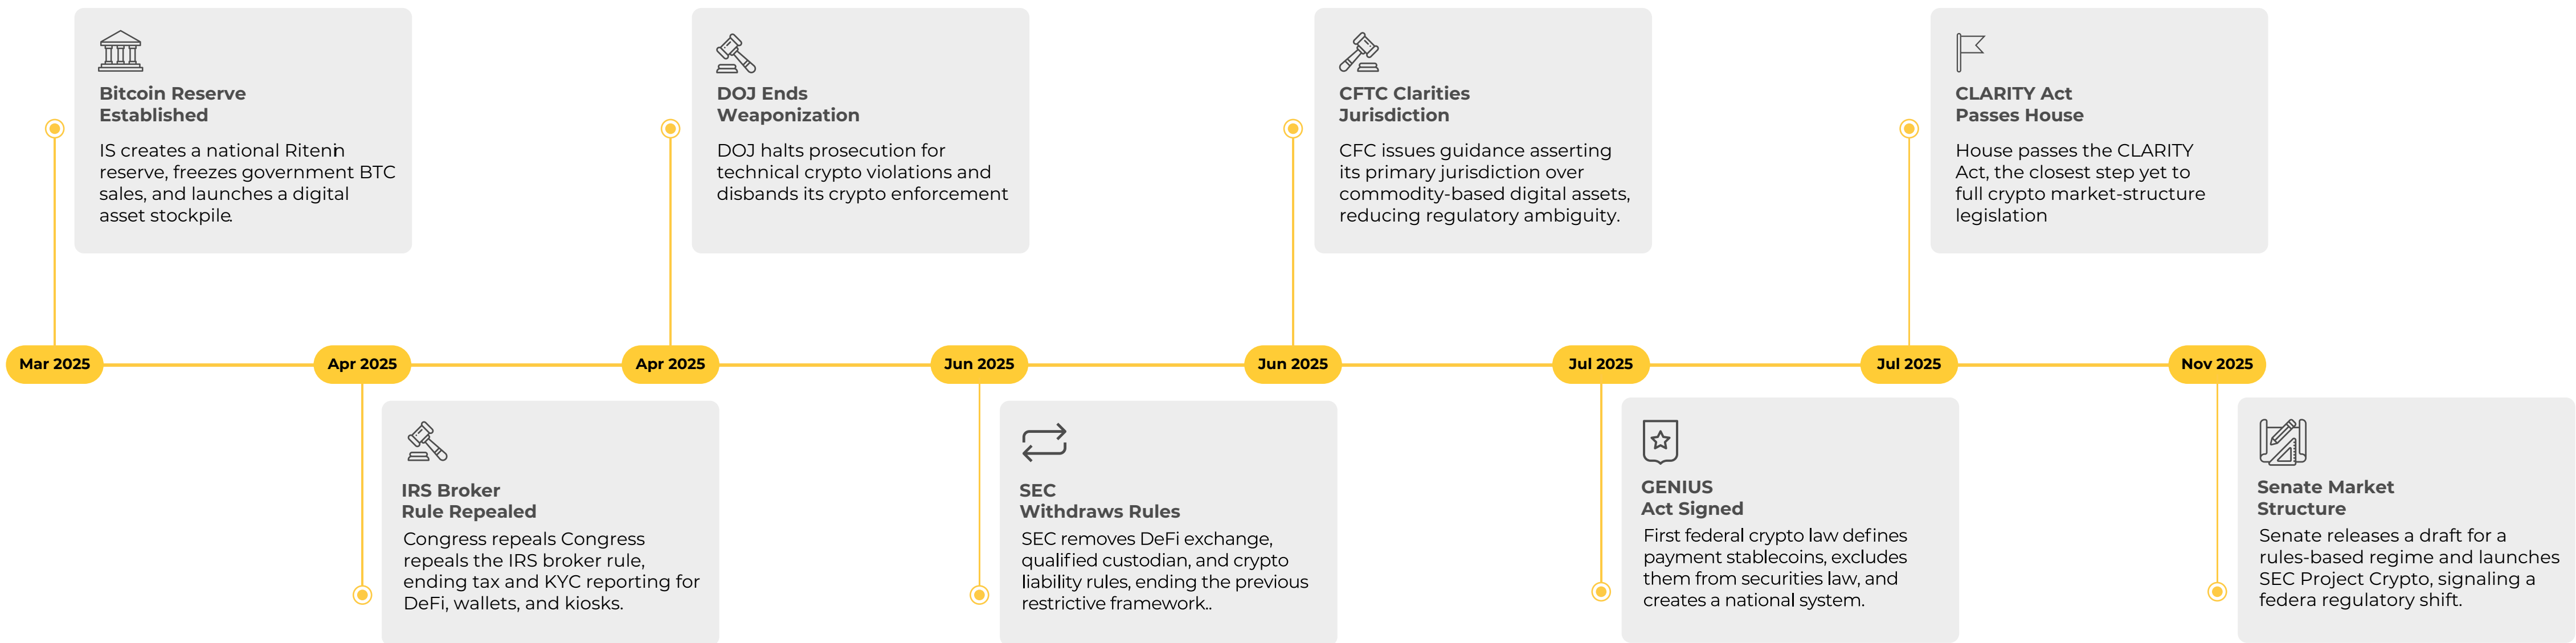 Bitcoin Reserve
Established
IS creates a national Ritenin
reserve, freezes government BTC
sales, and launches a digital
asset stockpile.
DOJ Ends
Weaponization
DOJ halts prosecution for
technical crypto violations and
disbands its crypto enforcement
CFTC Clarities
Jurisdiction
CFC issues guidance asserting
its primary jurisdiction over
commodity-based digital assets,
reducing regulatory ambiguity.
CLARITY Act
Passes House
House passes the CLARITY
Act, the closest step yet to
full crypto market-structure
legislation
Mar 2025
Apr 2025
Apr 2025
Jun 2025
Jun 2025
Jul 2025
Jul 2025
Nov 2025
IRS Broker
Rule Repealed
Congress repeals Congress
repeals the IRS broker rule,
ending tax and KYC reporting for
DeFi, wallets, and kiosks.
SEC
Withdraws Rules
SEC removes DeFi exchange,
qualified custodian, and crypto
liability rules, ending the previous
restrictive framework..
GENIUS
Act Signed
First federal crypto law defines
payment stablecoins, excludes
them from securities law, and
creates a national system.
Senate Market
Structure
Senate releases a draft for a
rules-based regime and launches
SEC Project Crypto, signaling a
federa regulatory shift.